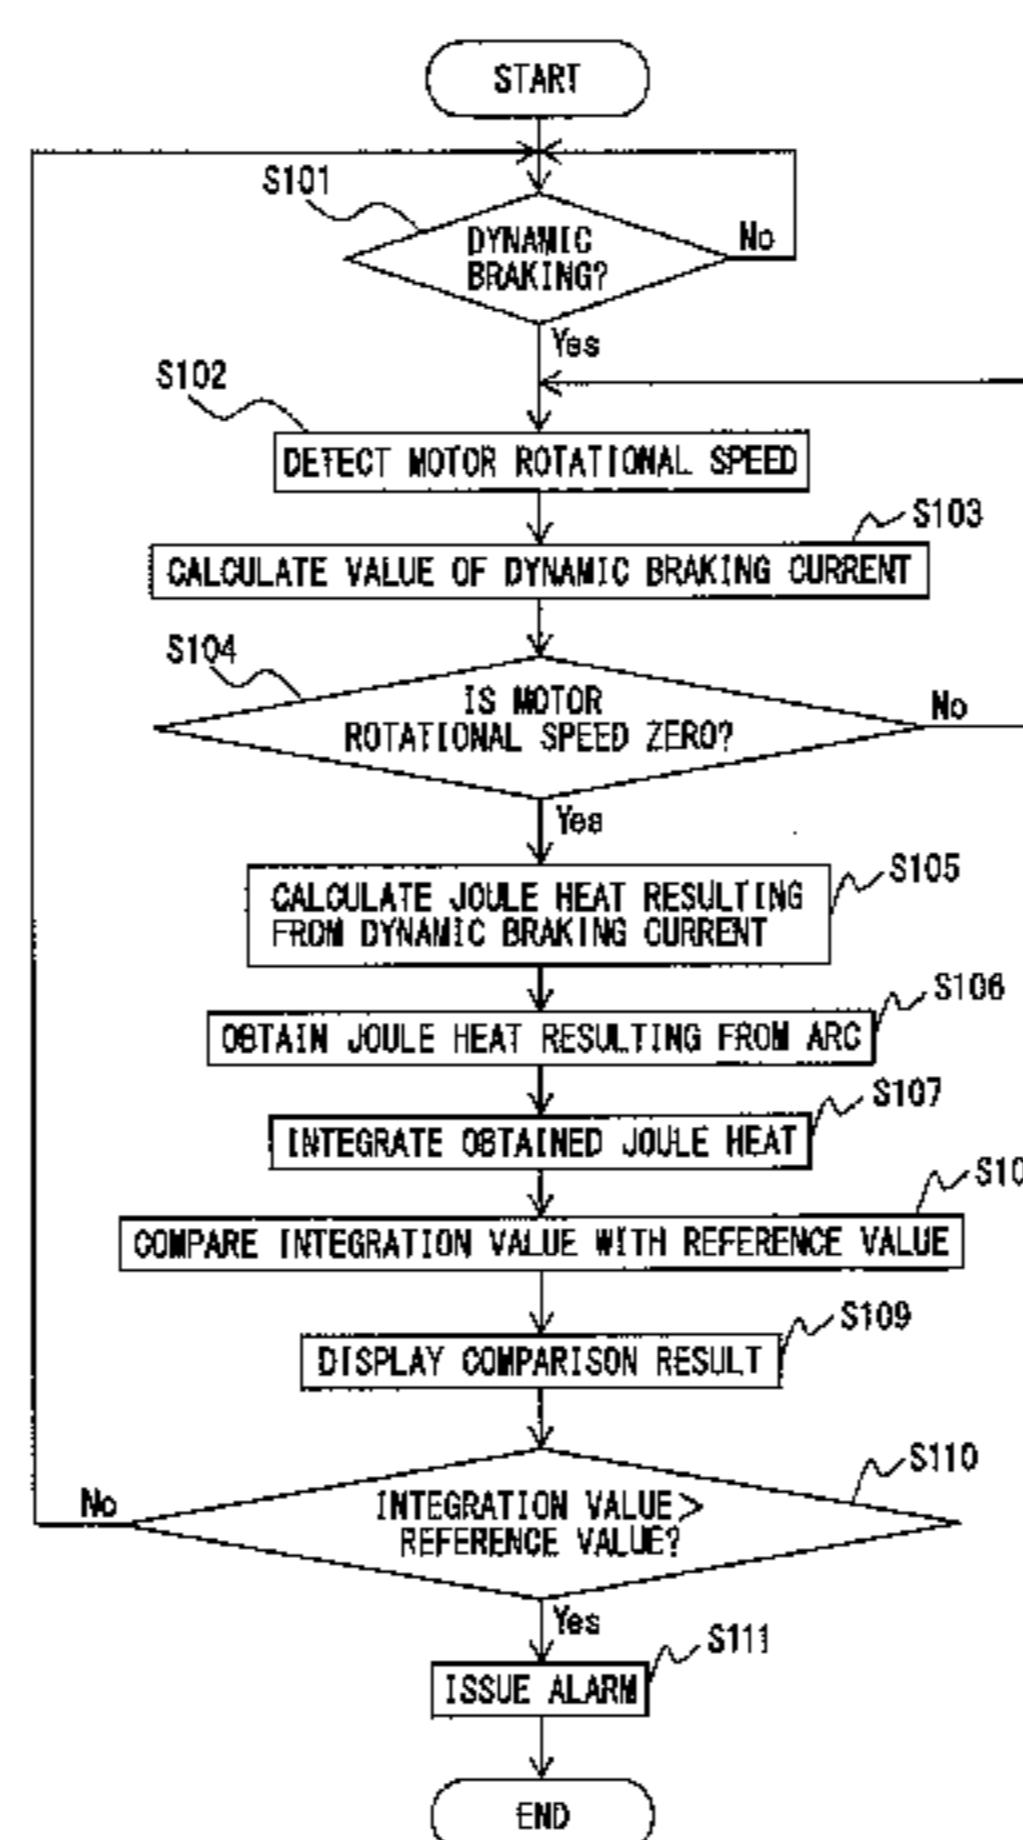 START
S101
DYNAMIC
BRAKING?
No
Yes
S102
DETECT MOTOR ROTATIONAL SPEED
S103
CALCULATE VALUE OF DYNAMIC BRAKING CURRENT
S104
IS MOTOR
ROTATIONAL SPEED ZERO?
No
Yes
S105
CALCULATE JOULE HEAT RESULTING
FROM DYNAMIC BRAKING CURRENT
S106
OBTAIN JOULE HEAT RESULTING FROM ARC
S107
INTEGRATE OBTAINED JOULE HEAT
S10
COMPARE INTEGRATION VALUE WITH REFERENCE VALUE
S109
DISPLAY COMPARISON RESULT
S110
No
INTEGRATION VALUE >
REFERENCE VALUE?
Yes
S111
ISSUE ALARM
END